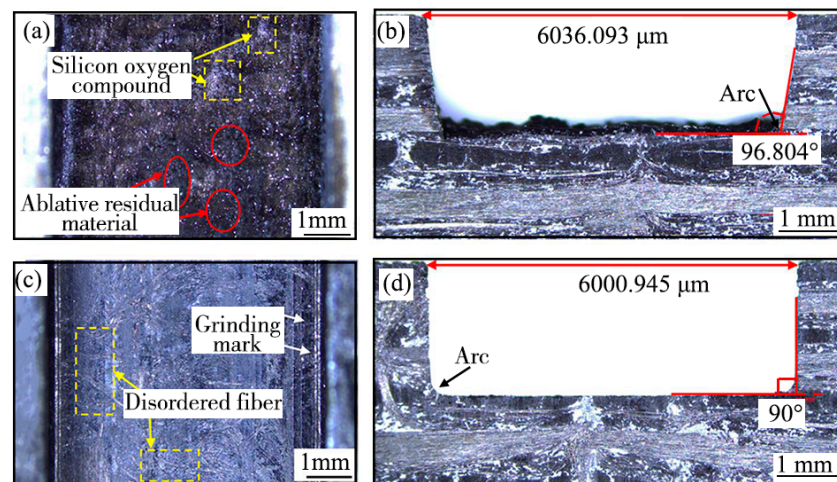 (a)
Silicon oxygen
compound
Ablative residual
material
1mm
(b)
6036.093 μm
Arc
96.804°
1 mm
(c)
Grinding
mark
Disordered fiber
1mm
(d)
6000.945 μm
Arc
90°
1 mm